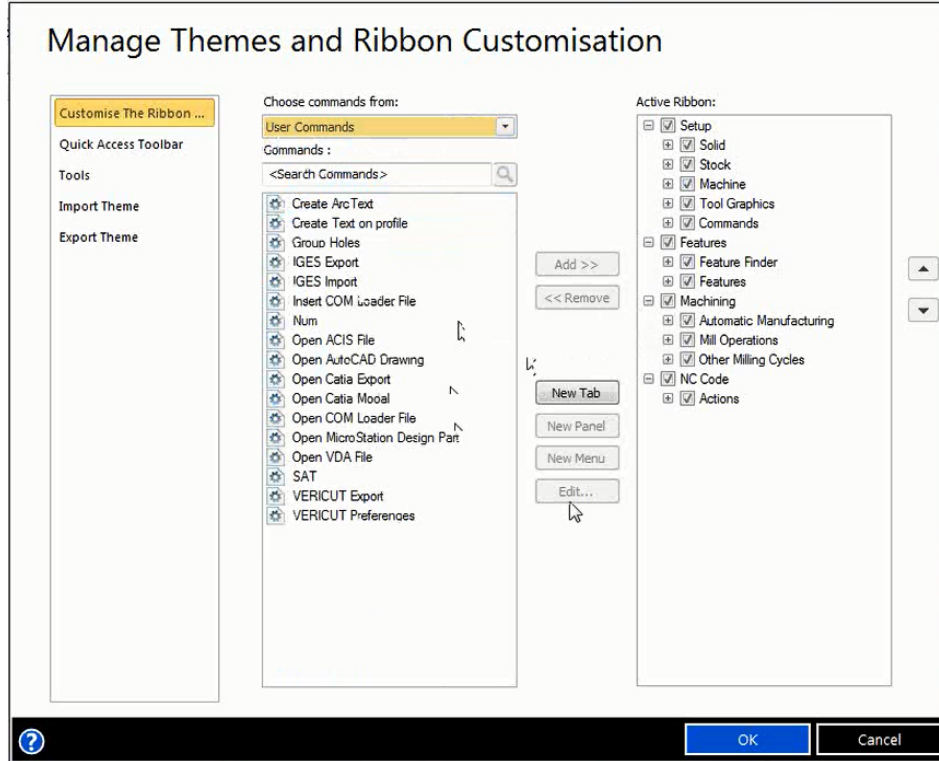 Manage Themes and Ribbon Customisation
Customise The Ribbon ...
Quick Access Toolbar
Tools
Import Theme
Export Theme
Choose commands from:
User Commands
Commands :
<Search Commands>
Create ArcText
Create Text on profile
Group Holes
IGES Export
IGES Import
Insert COM Loader File
Num
Open ACIS File
Open AutoCAD Drawing
Open Catia Export
Open Catia Modal
Open COM Loader File
Open MicroStation Design Part
Open VDA File
SAT
VERICUT Export
VERICUT Preferences
Add >>
<< Remove
New Tab
New Panel
New Menu
Edit...
Active Ribbon:
Setup
Solid
Stock
Machine
Tool Graphics
Commands
Features
Feature Finder
Features
Machining
Automatic Manufacturing
Mill Operations
Other Milling Cycles
NC Code
Actions
?
OK
Cancel